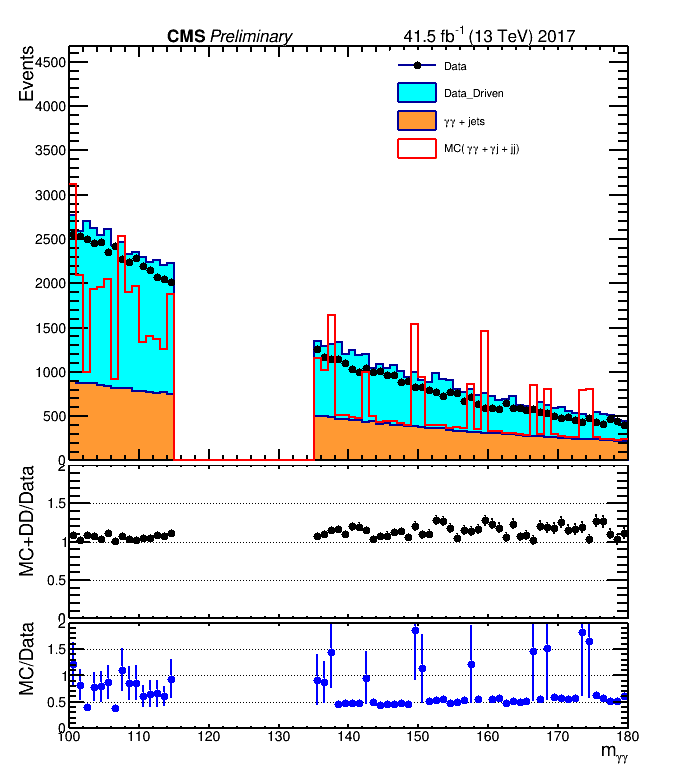 CMS Preliminary 41.5 fb⁻¹ (13 TeV) 2017
Events
4500
4000
3500
3000
2500
2000
1500
1000
500
0
Data
Data_Driven
γγ + jets
MC( γγ + γj + jj)
MC+DD/Data
2
1.5
1
0.5
0
MC/Data
2
1.5
1
0.5
0
100 110 120 130 140 150 160 170 180
mγγ